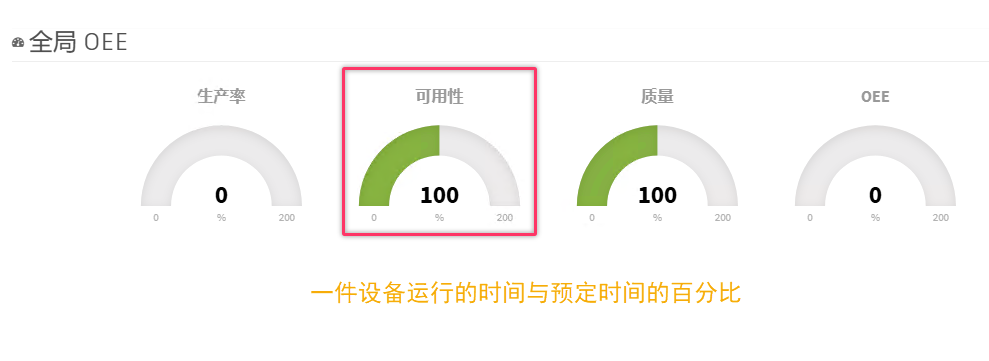 全局 OEE
生产率 可用性 质量 OEE
0 100 100 0
0 % 200 0 % 200 0 % 200 0 % 200
一件设备运行的时间与预定时间的百分比